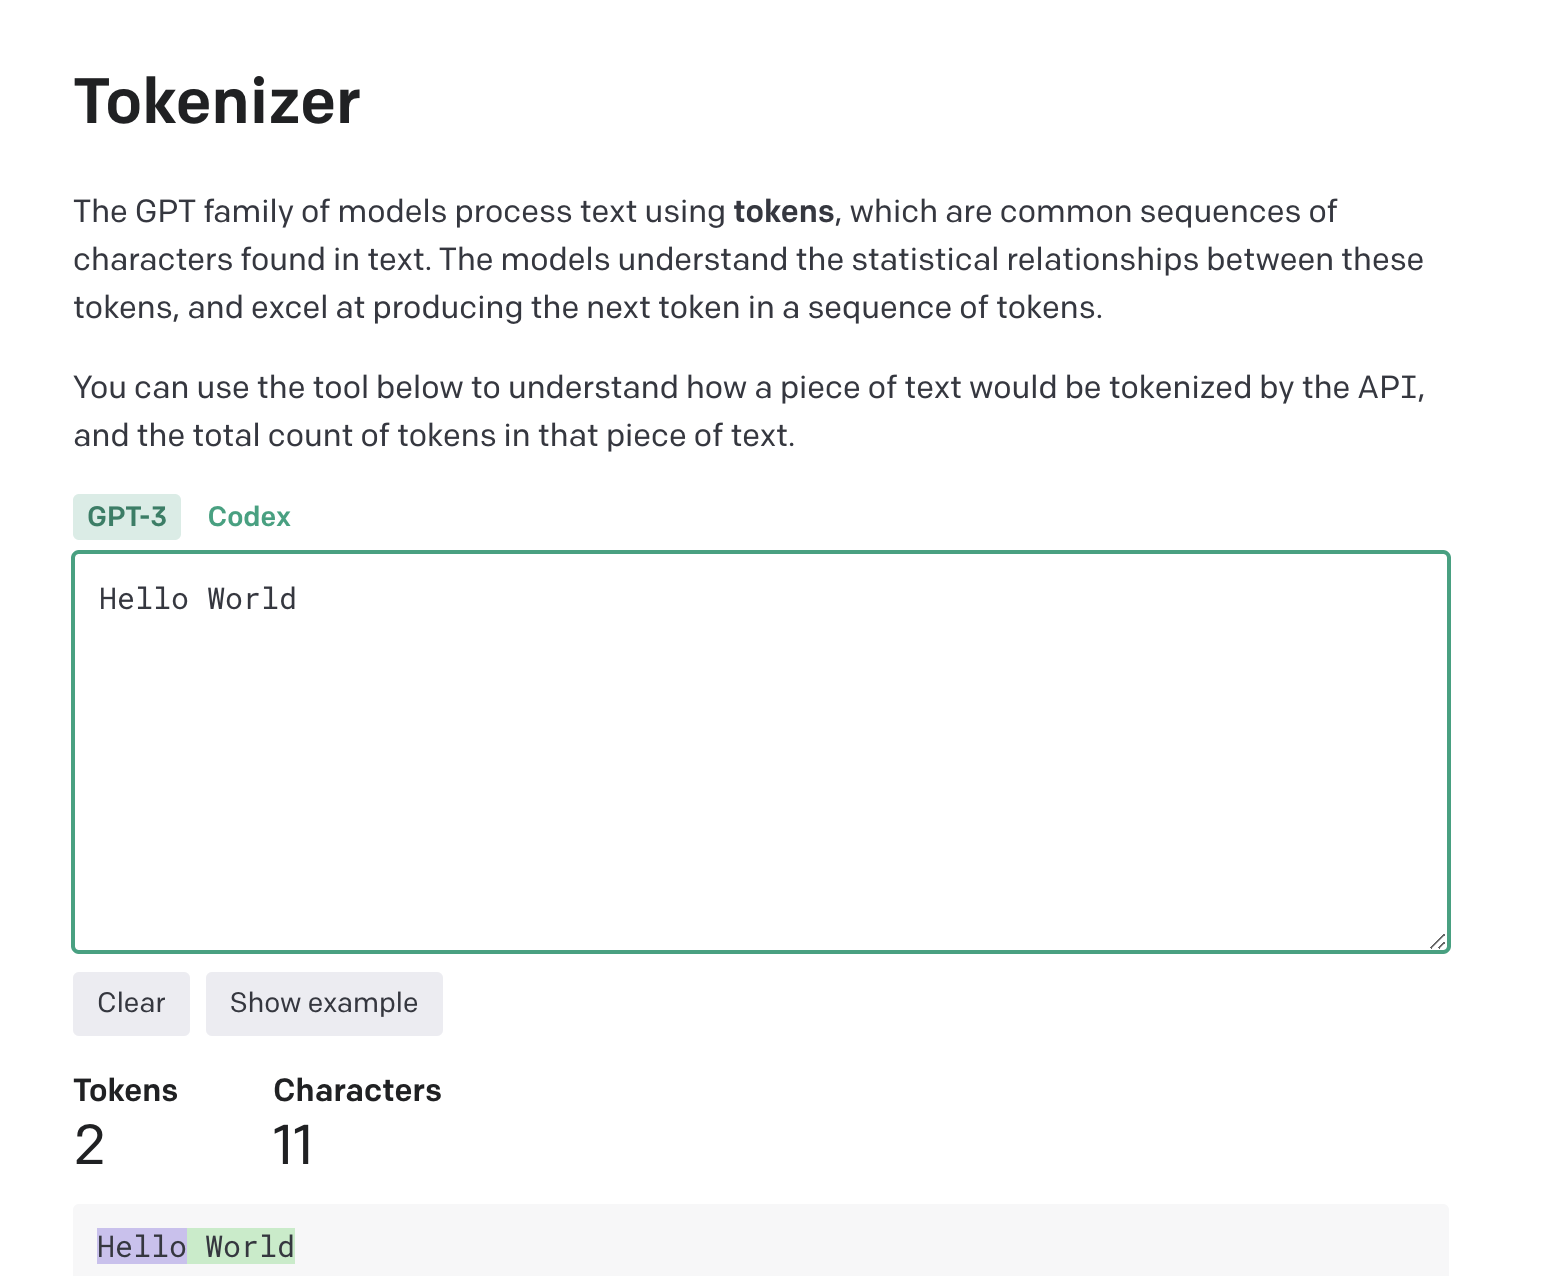 Tokenizer
The GPT family of models process text using tokens, which are common sequences of
characters found in text. The models understand the statistical relationships between these
tokens, and excel at producing the next token in a sequence of tokens.
You can use the tool below to understand how a piece of text would be tokenized by the API,
and the total count of tokens in that piece of text.
GPT-3 Codex
Hello World
Clear Show example
Tokens Characters
2 11
Hello World